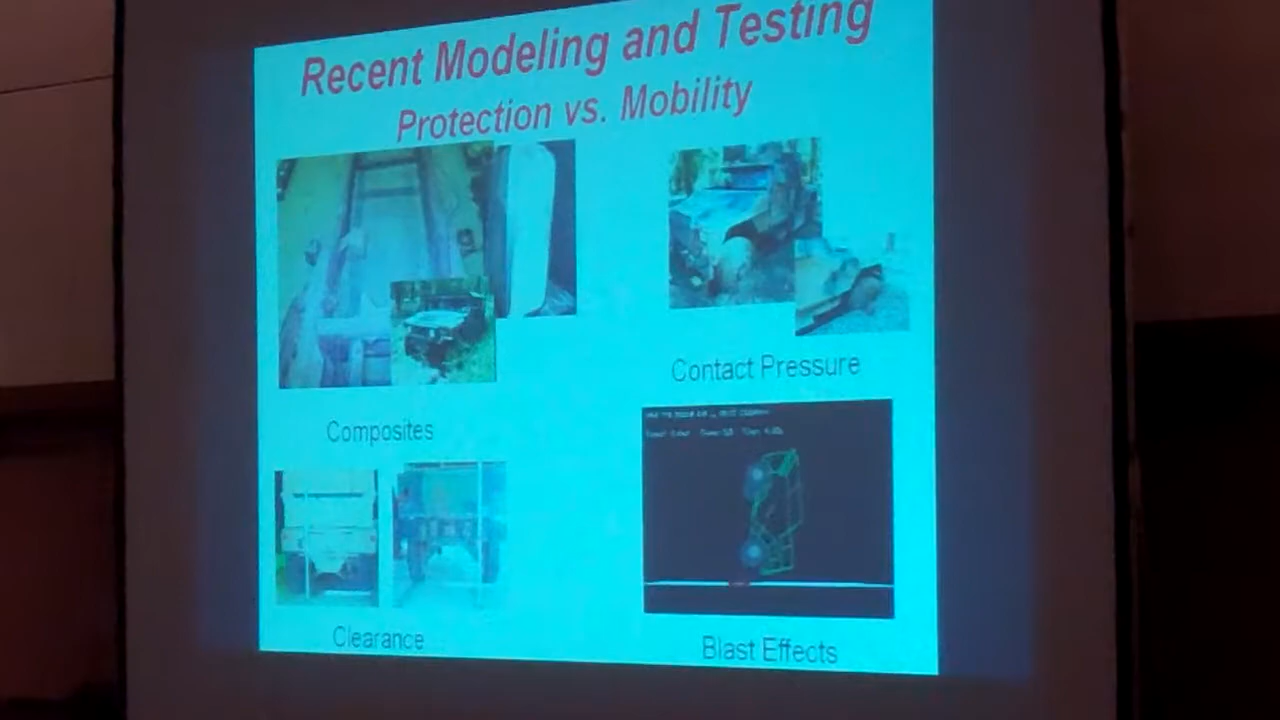 Recent Modeling and Testing
Protection vs. Mobility
Contact Pressure
Composites
Clearance
Blast Effects